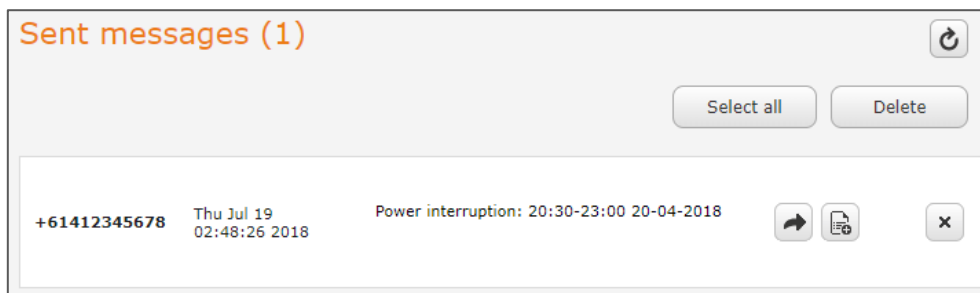 Sent messages (1)
Select all
Delete
+61412345678
Thu Jul 19
02:48:26 2018
Power interruption: 20:30-23:00 20-04-2018